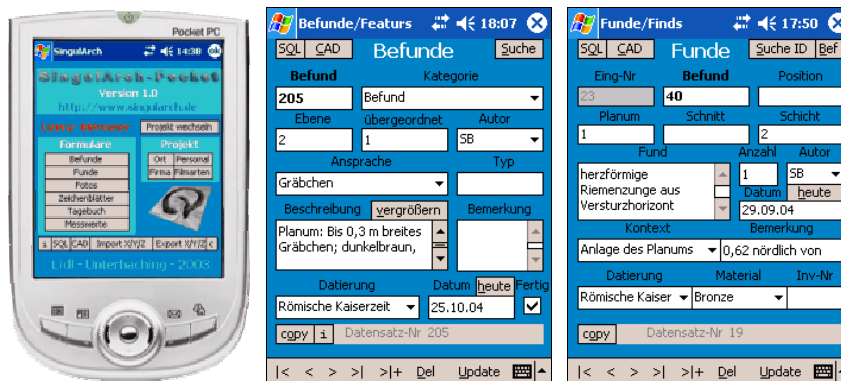 Pocket PC
SingulArch 14:38 ok
SingulArch-Pocket
Version 1.0
http://www.singularch.de
Projekt wechseln
Formulare Projekt
Befunde Ort Personal
Funde Firma Filmarten
Fotos
Zeichenblätter
Tagebuch
Messwerte
i SQL CAD Import X/Y/Z Export X/Y/Z <
Lidl - Unterhaching - 2003
Befunde/Featurs 18:07
SQL CAD Befunde Suche
Befund Kategorie
205 Befund
Ebene übergeordnet Autor
2 1 SB
Ansprache Typ
Gräbchen
Beschreibung vergrößern Bemerkung
Planum: Bis 0,3 m breites
Gräbchen; dunkelbraun,
Datierung Datum heute Fertig
Römische Kaiserzeit 25.10.04
copy i Datensatz-Nr 205
|< < > >| >|+ Del Update
Funde/Finds 17:50
SQL CAD Funde Suche ID Bef
Eing-Nr Befund Position
23 40
Planum Schnitt Schicht
1 2
Fund Anzahl Autor
herzförmige 1 SB
Riemenzunge aus Datum heute
Versturzhorizont 29.09.04
Kontext Bemerkung
Anlage des Planums 0,62 nördlich von
Datierung Material Inv-Nr
Römische Kaiser Bronze
copy Datensatz-Nr 19
|< < > >| >|+ Del Update